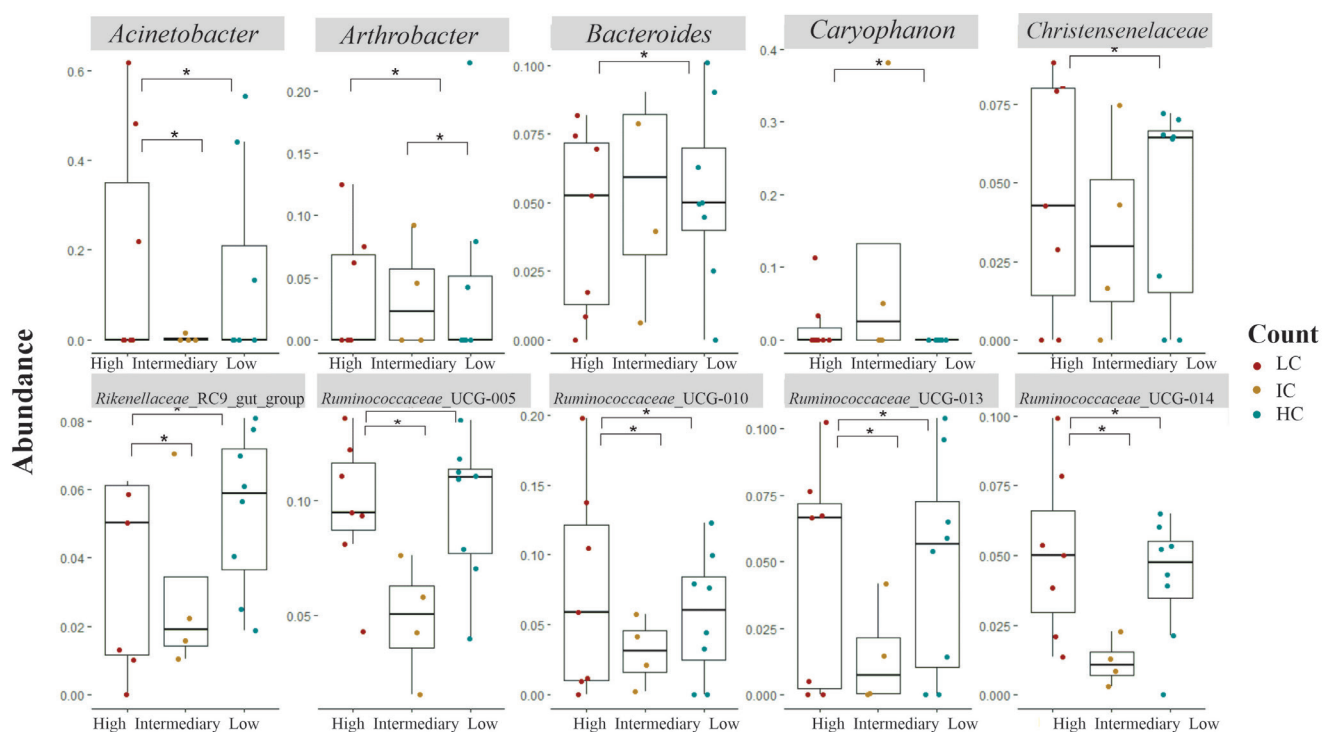 Acinetobacter
Arthrobacter
Bacteroides
Caryophanon
Christensenelaceae
0.6
0.4
0.2
0.0
*
*
0.20
0.15
0.10
0.05
0.00
*
*
0.100
0.075
0.050
0.025
0.000
*
0.4
0.3
0.2
0.1
0.0
*
0.075
0.050
0.025
0.000
*
High Intermediary Low
High Intermediary Low
High Intermediary Low
High Intermediary Low
High Intermediary Low
Abundance
Count
LC
IC
HC
Rikenellaceae_RC9_gut_group
Ruminococcaceae_UCG-005
Ruminococcaceae_UCG-010
Ruminococcaceae_UCG-013
Ruminococcaceae_UCG-014
0.08
0.06
0.04
0.02
0.00
*
*
0.10
0.05
*
*
0.20
0.15
0.10
0.05
0.00
*
*
0.100
0.075
0.050
0.025
0.000
*
*
0.100
0.075
0.050
0.025
0.000
*
*
High Intermediary Low
High Intermediary Low
High Intermediary Low
High Intermediary Low
High Intermediary Low